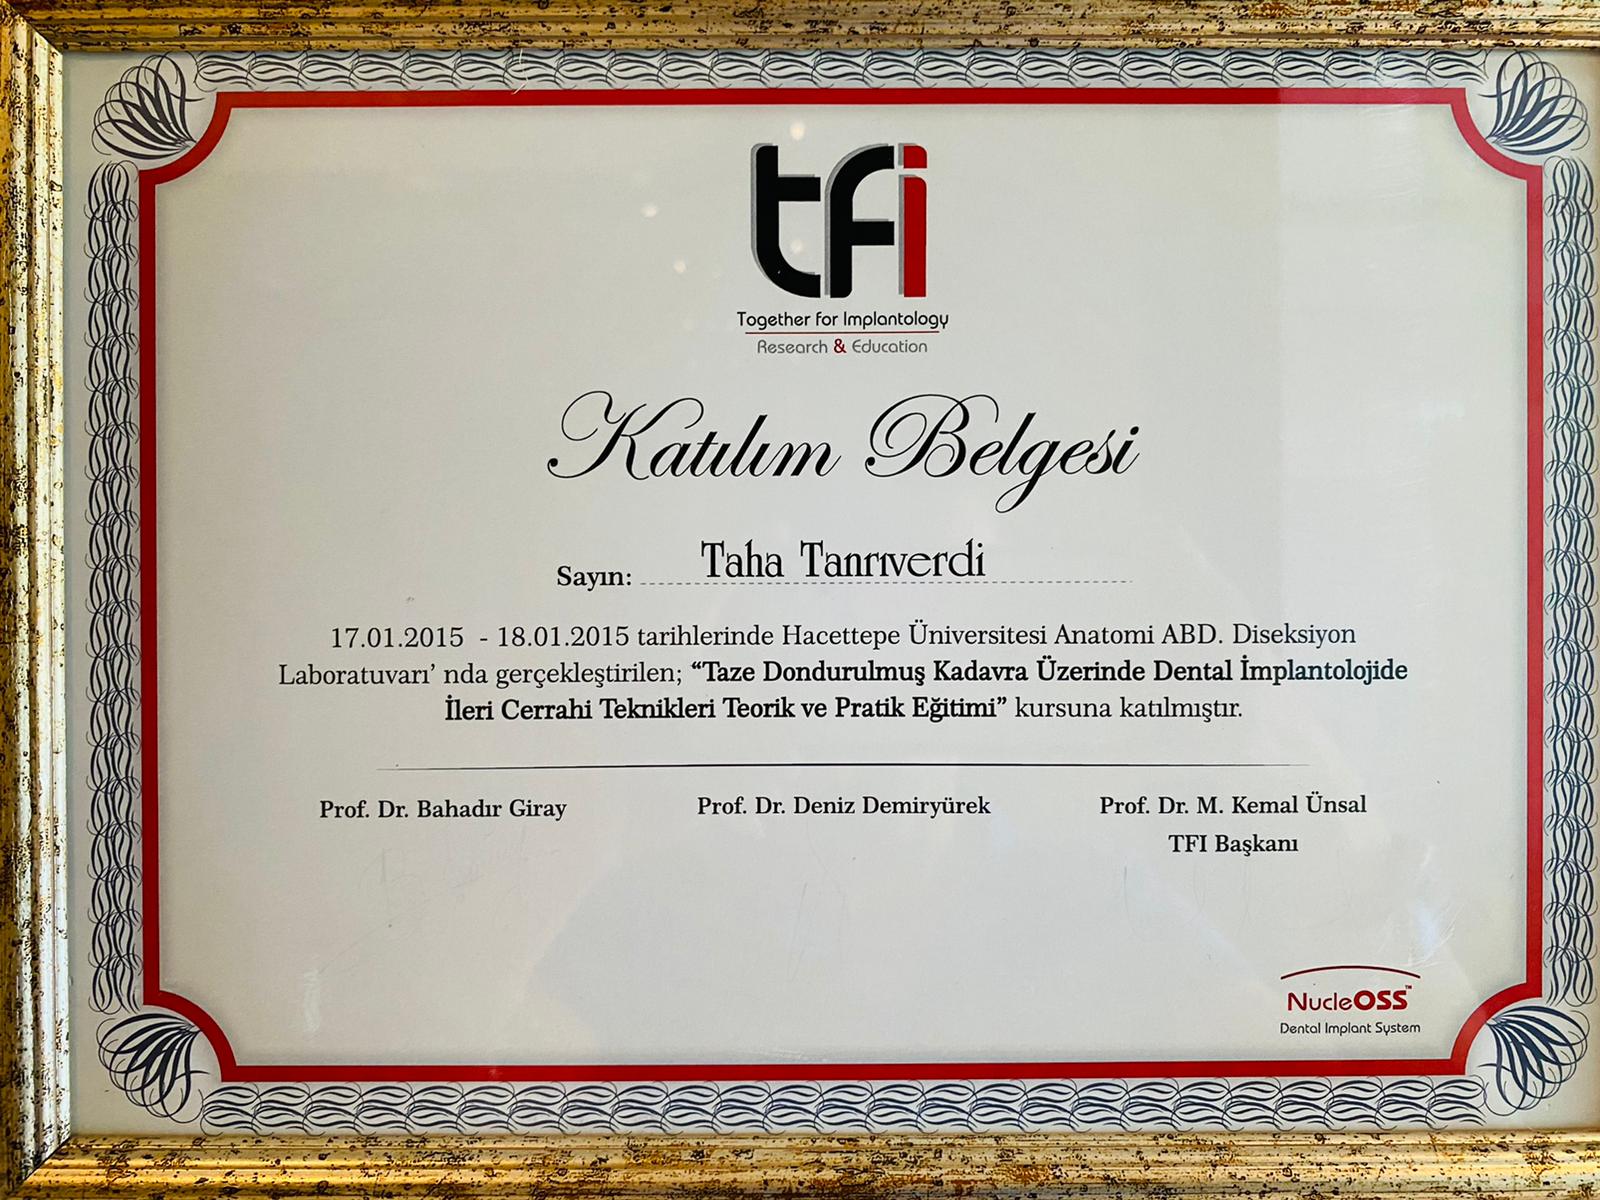 tfi
Together for Implantology
Research & Education
Katılım Belgesi
Sayın: Taha Tanrıverdi
17.01.2015 - 18.01.2015 tarihlerinde Hacettepe Üniversitesi Anatomi ABD. Diseksiyon
Laboratuvarı’ nda gerçekleştirilen; “Taze Dondurulmuş Kadavra Üzerinde Dental İmplantolojide
İleri Cerrahi Teknikleri Teorik ve Pratik Eğitimi” kursuna katılmıştır.
Prof. Dr. Bahadır Giray Prof. Dr. Deniz Demiryürek Prof. Dr. M. Kemal Ünsal
TFI Başkanı
NucleOSS™
Dental Implant System